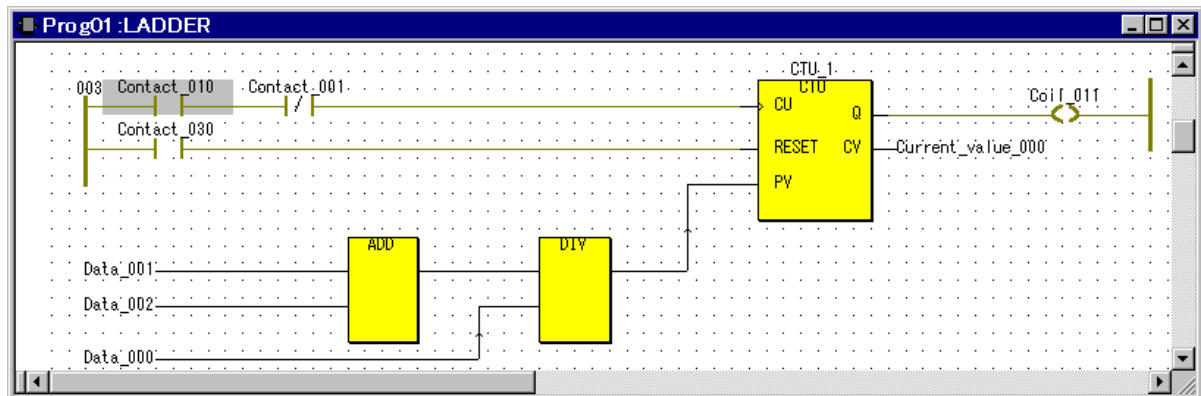 Prog01:LADDER
CTU_1
003 Contact_010 Contact_001 CTU
CU Q Coil_011
Contact_030
RESET CV Current_value_000
PV
ADD DIV
Data_001
Data_002
Data_000